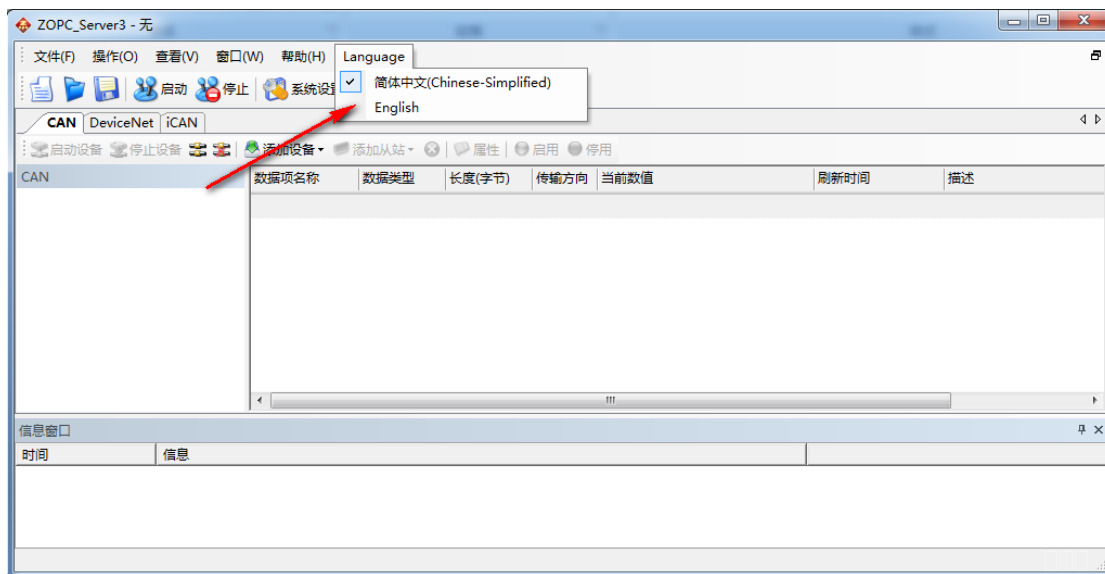 ZOPC_Server3 - 无
文件(F) 操作(O) 查看(V) 窗口(W) 帮助(H) Language
简体中文(Chinese-Simplified)
启动 停止 系统设
English
CAN DeviceNet iCAN
启动设备 停止设备 添加设备 添加从站 属性 启用 停用
CAN
数据项名称 数据类型 长度(字节) 传输方向 当前数值 刷新时间 描述
信息窗口
时间 信息